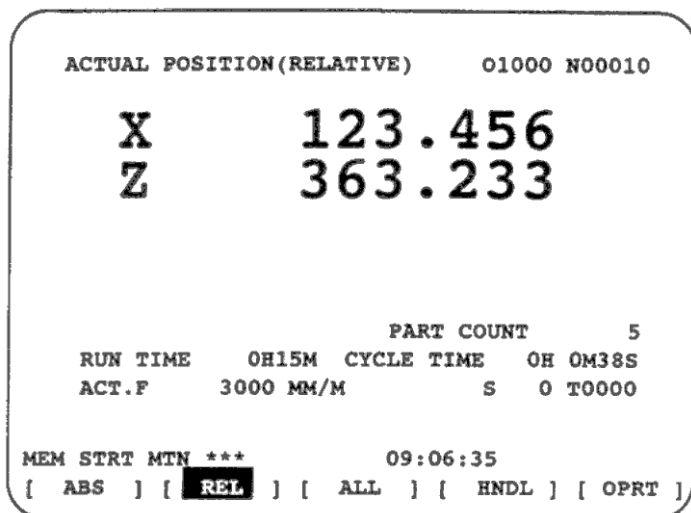 ACTUAL POSITION(RELATIVE) O1000 N00010
X 123.456
Z 363.233
PART COUNT 5
RUN TIME 0H15M CYCLE TIME 0H 0M38S
ACT.F 3000 MM/M S 0 T0000
MEM STRT MTN *** 09:06:35
[ ABS ] [ REL ] [ ALL ] [ HNDL ] [ OPRT ]